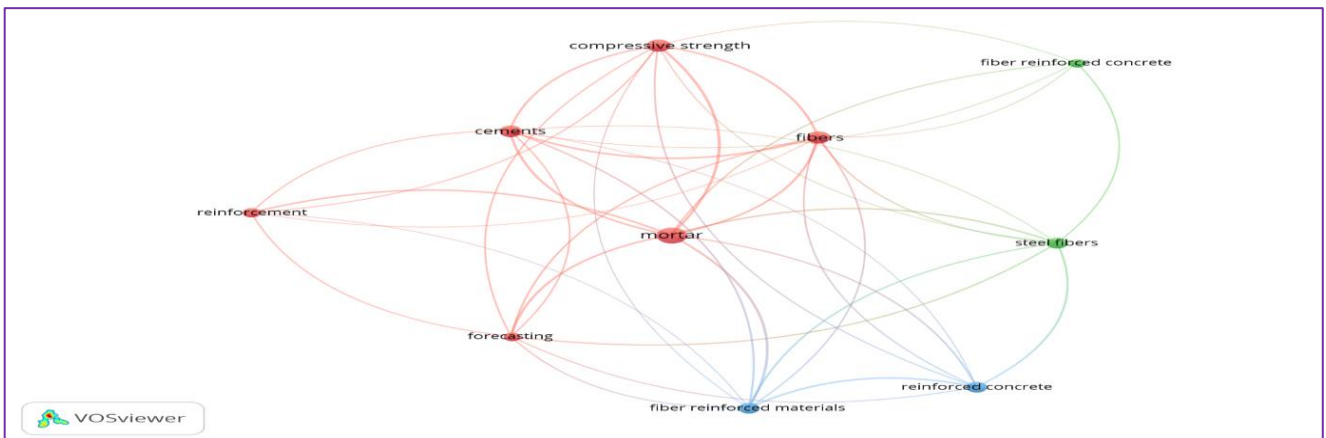 compressive strength
fiber reinforced concrete
cements
fibers
reinforcement
mortar
steel fibers
forecasting
reinforced concrete
fiber reinforced materials
VOSviewer